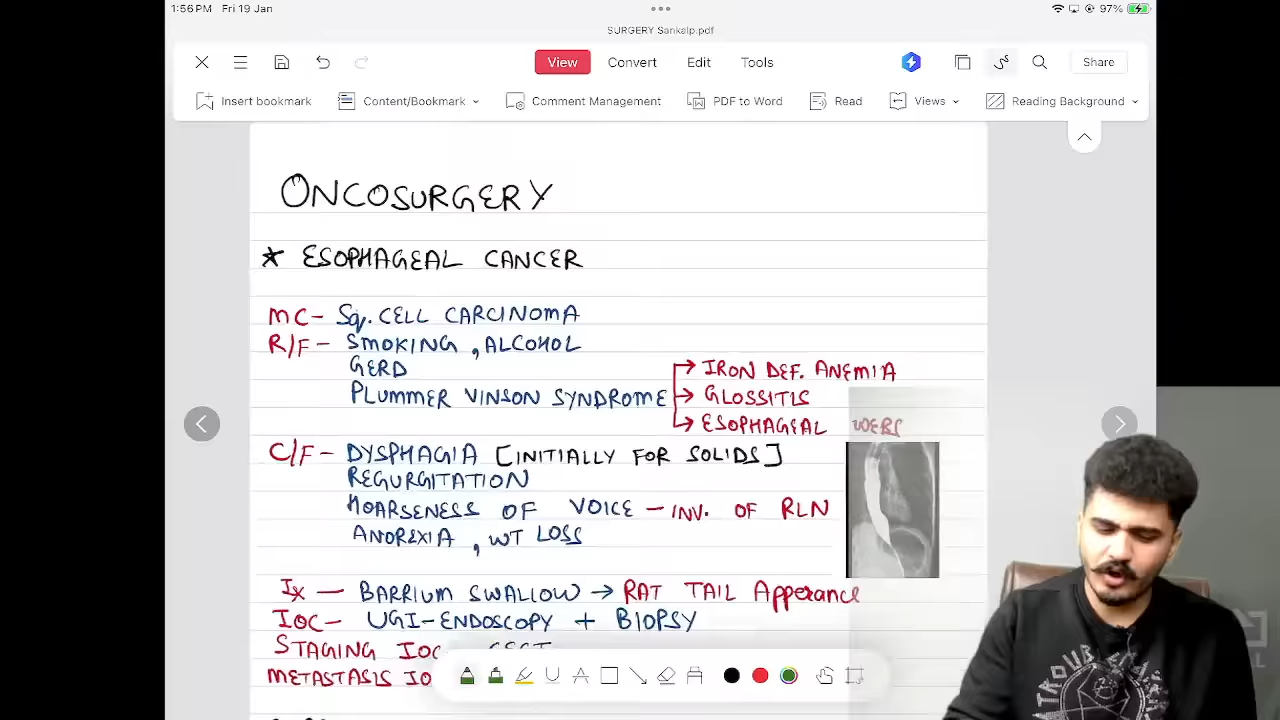 1:56 PM Fri 19 Jan
97%
SURGERY Sankalp.pdf
View Convert Edit Tools Share
Insert bookmark Content/Bookmark Comment Management PDF to Word Read Views Reading Background
ONCOSURGERY
* ESOPHAGEAL CANCER
MC- Sq. CELL CARCINOMA
R/F- SMOKING, ALCOHOL
GERD
→ IRON DEF. ANEMIA
PLUMMER VINSON SYNDROME → GLOSSITIS
→ ESOPHAGEAL WEBS
C/F- DYSPHAGIA [INITIALLY FOR SOLIDS]
REGURGITATION
HOARSENESS OF VOICE - INV. OF RLN
ANOREXIA, WT LOSS
Ix - BARRIUM SWALLOW → RAT TAIL Apperance
IOC- UGI-ENDOSCOPY + BIOPSY
STAGING IOC CECT
METASTASIS IO